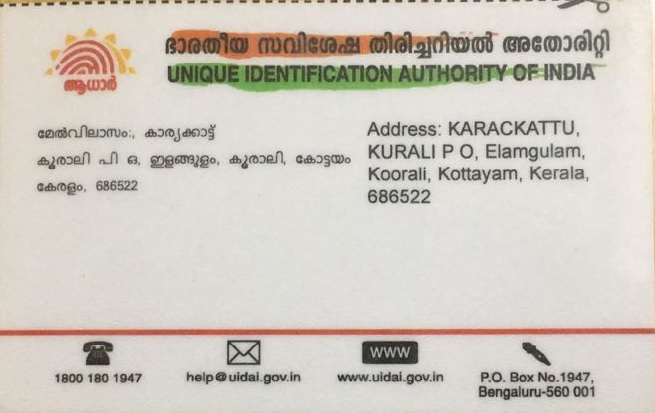 ഭാരതീയ സവിശേഷ തിരിച്ചറിയൽ അതോരിറ്റി
UNIQUE IDENTIFICATION AUTHORITY OF INDIA
ആധാർ
മേൽവിലാസം:, കാര്യക്കാട്ട്
കൂരാലി പി ഒ, ഇളങ്ങുളം, കൂരാലി, കോട്ടയം
കേരളം, 686522
Address: KARACKATTU,
KURALI P O, Elamgulam,
Koorali, Kottayam, Kerala,
686522
1800 180 1947
help@uidai.gov.in
WWW
www.uidai.gov.in
P.O. Box No.1947,
Bengaluru-560 001